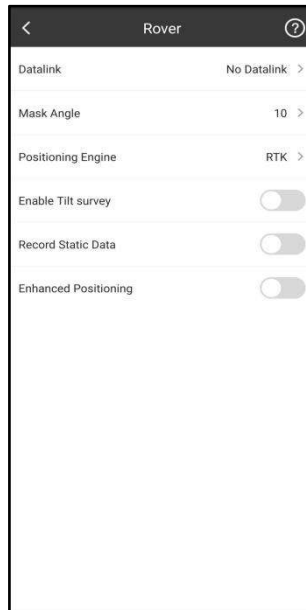 Rover ?
Datalink No Datalink >
Mask Angle 10 >
Positioning Engine RTK >
Enable Tilt survey
Record Static Data
Enhanced Positioning